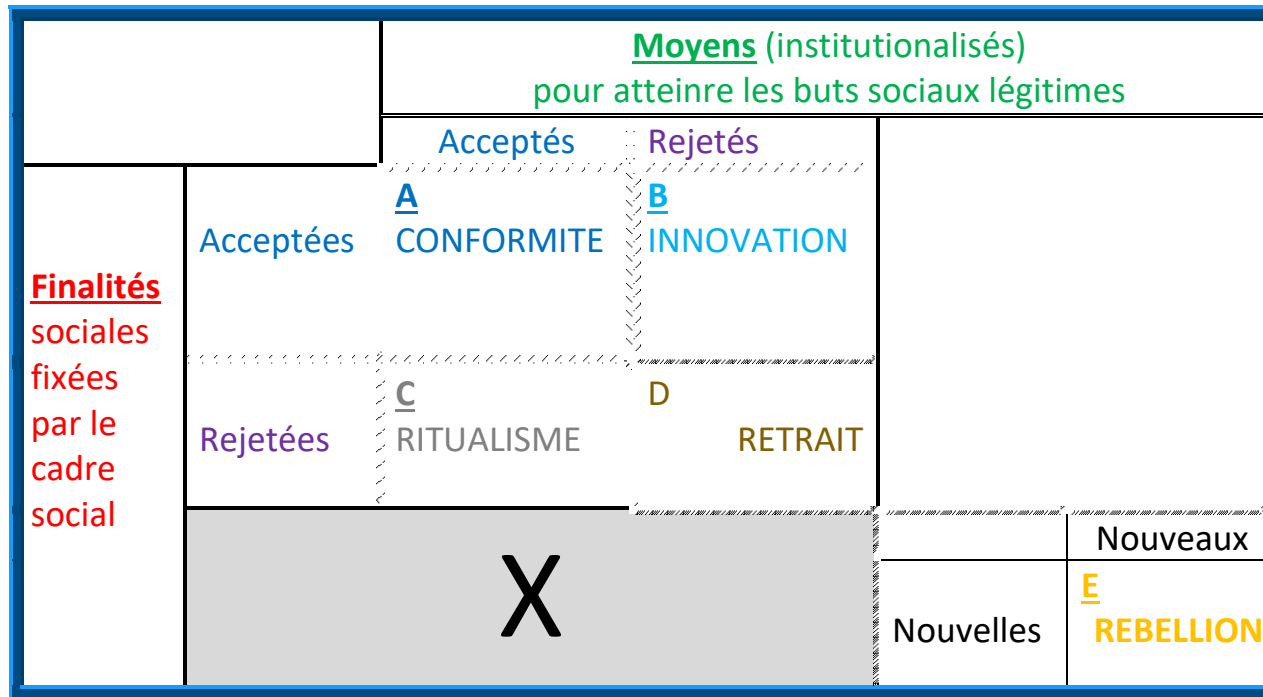 Moyens (institutionalisés)
pour atteinre les buts sociaux légitimes
Acceptés
Rejetés
Finalités
sociales
fixées
par le
cadre
social
Acceptées
A
CONFORMITE
B
INNOVATION
Rejetées
C
RITUALISME
D
RETRAIT
X
Nouveaux
Nouvelles
E
REBELLION